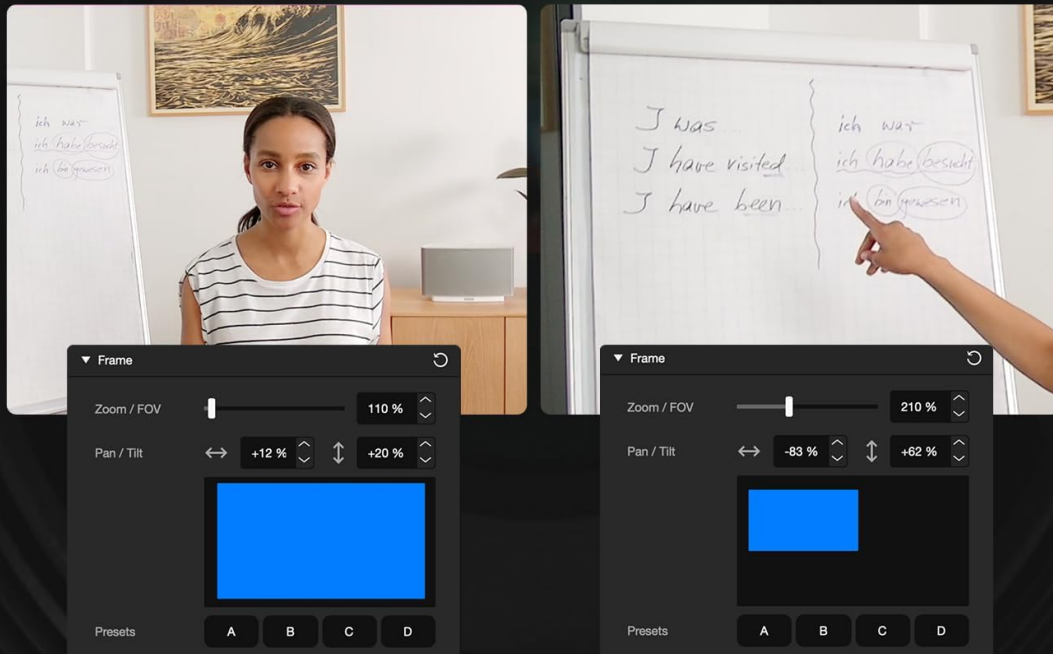 ich war
ich habe besucht
ich bin gewesen
I was ...
I have visited
I have been ...
ich war
ich habe besucht
ich bin gewesen
Frame
Zoom / FOV
110 %
Pan / Tilt
+12 %
+20 %
Presets
A B C D
Frame
Zoom / FOV
210 %
Pan / Tilt
-83 %
+62 %
Presets
A B C D